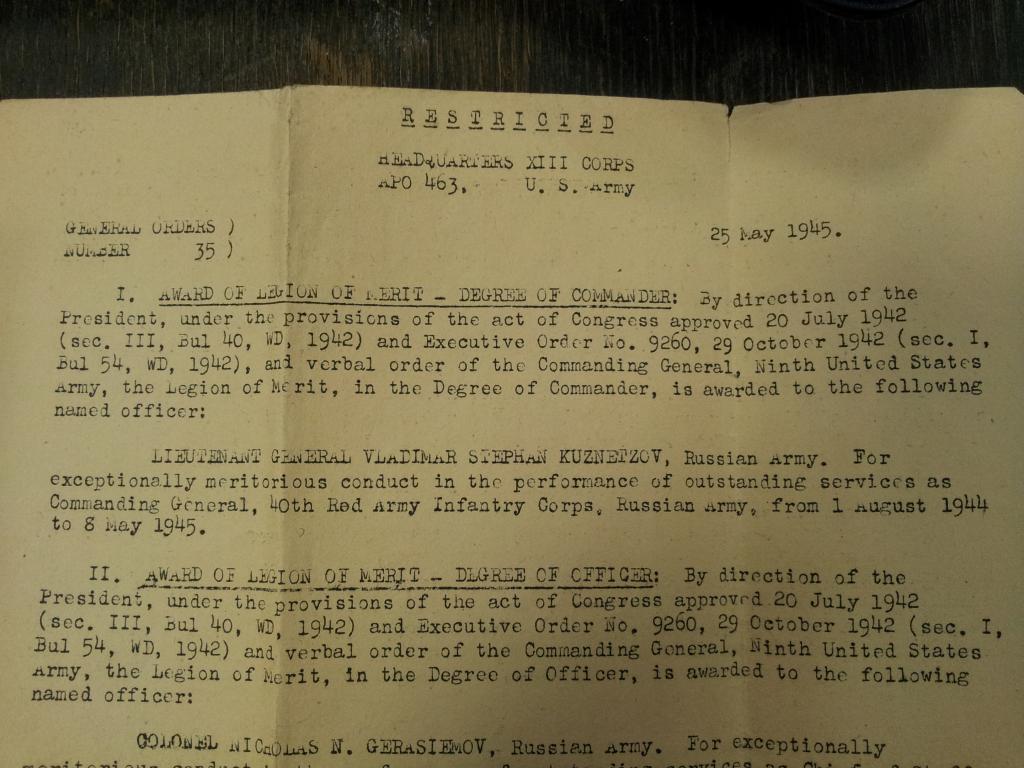 RESTRICTED
HEADQUARTERS XIII CORPS
APO 463, U. S. Army
GENERAL ORDERS )
NUMBER 35 )
25 May 1945.
I. AWARD OF LEGION OF MERIT - DEGREE OF COMMANDER: By direction of the
President, under the provisions of the act of Congress approved 20 July 1942
(sec. III, Bul 40, WD, 1942) and Executive Order No. 9260, 29 October 1942 (sec. I,
Bul 54, WD, 1942), and verbal order of the Commanding General, Ninth United States
Army, the Legion of Merit, in the Degree of Commander, is awarded to the following
named officer:
LIEUTENANT GENERAL VLADIMAR STEPHAN KUZNETZOV, Russian Army. For
exceptionally meritorious conduct in the performance of outstanding services as
Commanding General, 40th Red Army Infantry Corps, Russian Army, from 1 August 1944
to 8 May 1945.
II. AWARD OF LEGION OF MERIT - DEGREE OF OFFICER: By direction of the
President, under the provisions of the act of Congress approved 20 July 1942
(sec. III, Bul 40, WD, 1942) and Executive Order No. 9260, 29 October 1942 (sec. I,
Bul 54, WD, 1942) and verbal order of the Commanding General, Ninth United States
Army, the Legion of Merit, in the Degree of Officer, is awarded to the following
named officer:
COLONEL NICHOLAS N. GERASIEMOV, Russian Army. For exceptionally
meritorious conduct services as